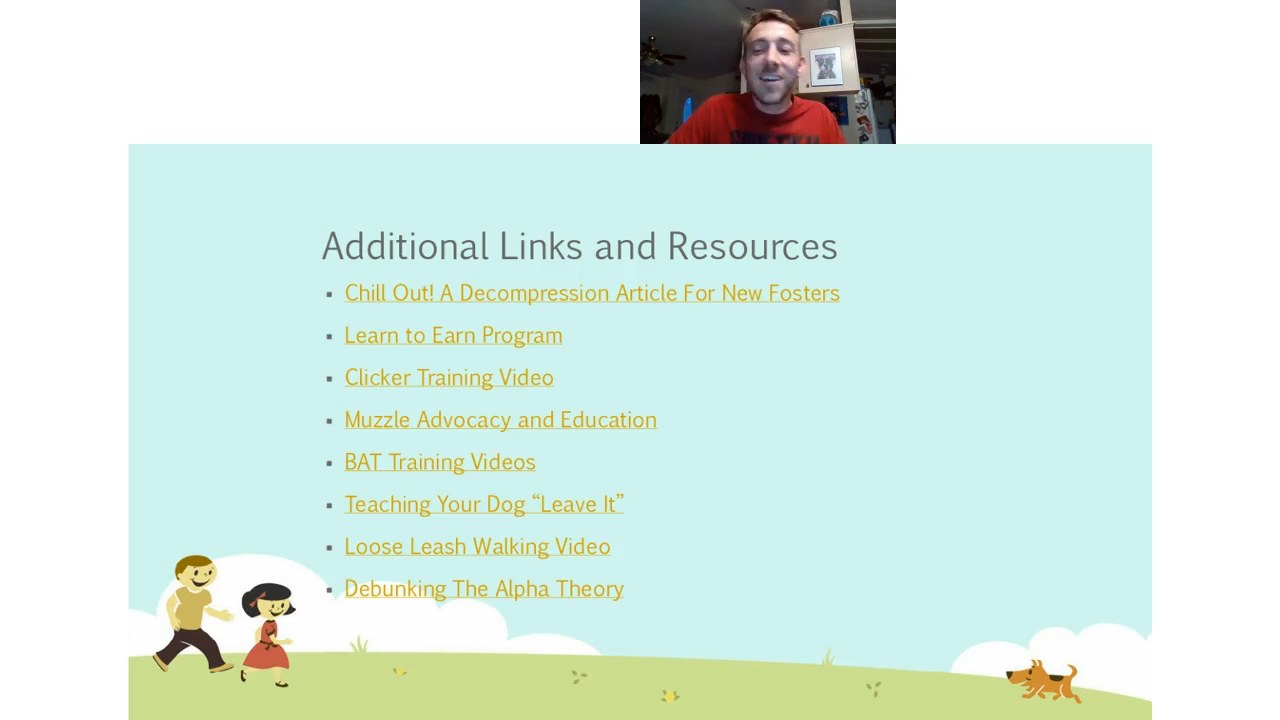 Additional Links and Resources
Chill Out! A Decompression Article For New Fosters
Learn to Earn Program
Clicker Training Video
Muzzle Advocacy and Education
BAT Training Videos
Teaching Your Dog “Leave It”
Loose Leash Walking Video
Debunking The Alpha Theory